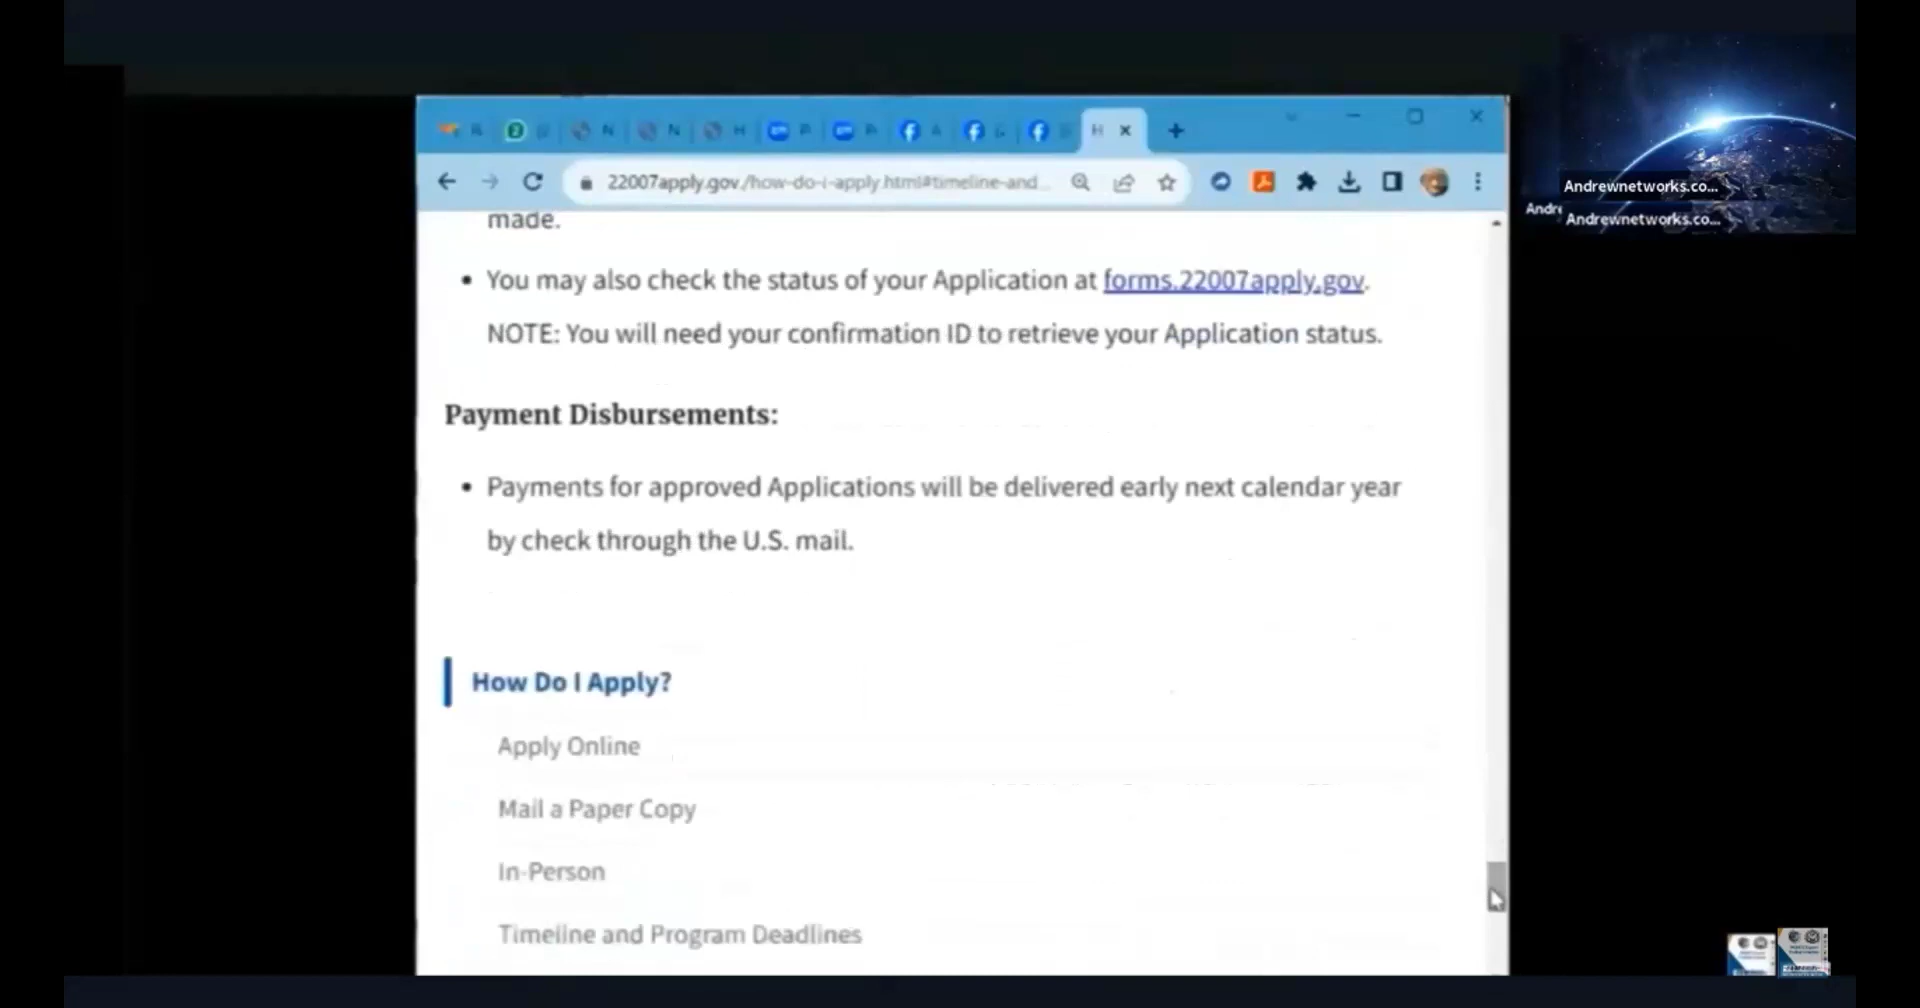 22007apply.gov./how-do-i-apply.html#timeline-and...
Andrewnetworks.co...
Andre
Andrewnetworks.co...
made.
• You may also check the status of your Application at forms.22007apply.gov.
NOTE: You will need your confirmation ID to retrieve your Application status.
Payment Disbursements:
• Payments for approved Applications will be delivered early next calendar year
by check through the U.S. mail.
How Do I Apply?
Apply Online
Mail a Paper Copy
In-Person
Timeline and Program Deadlines